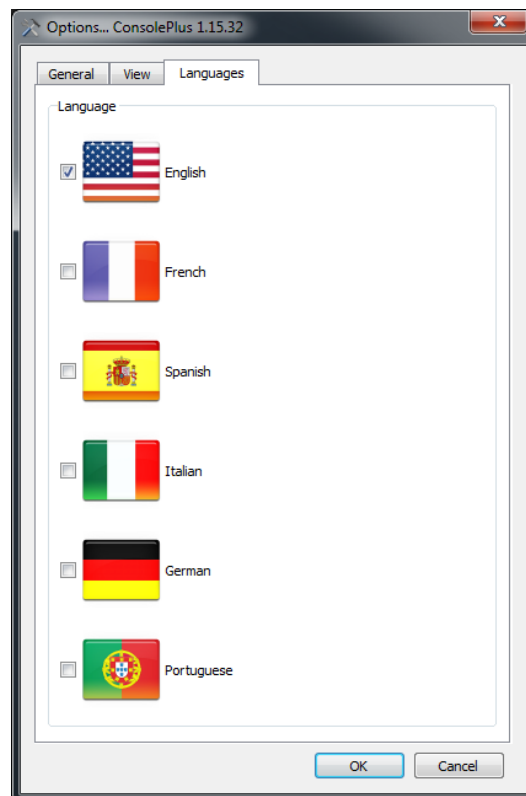 Options... ConsolePlus 1.15.32
General View Languages
Language
English
French
Spanish
Italian
German
Portuguese
OK Cancel